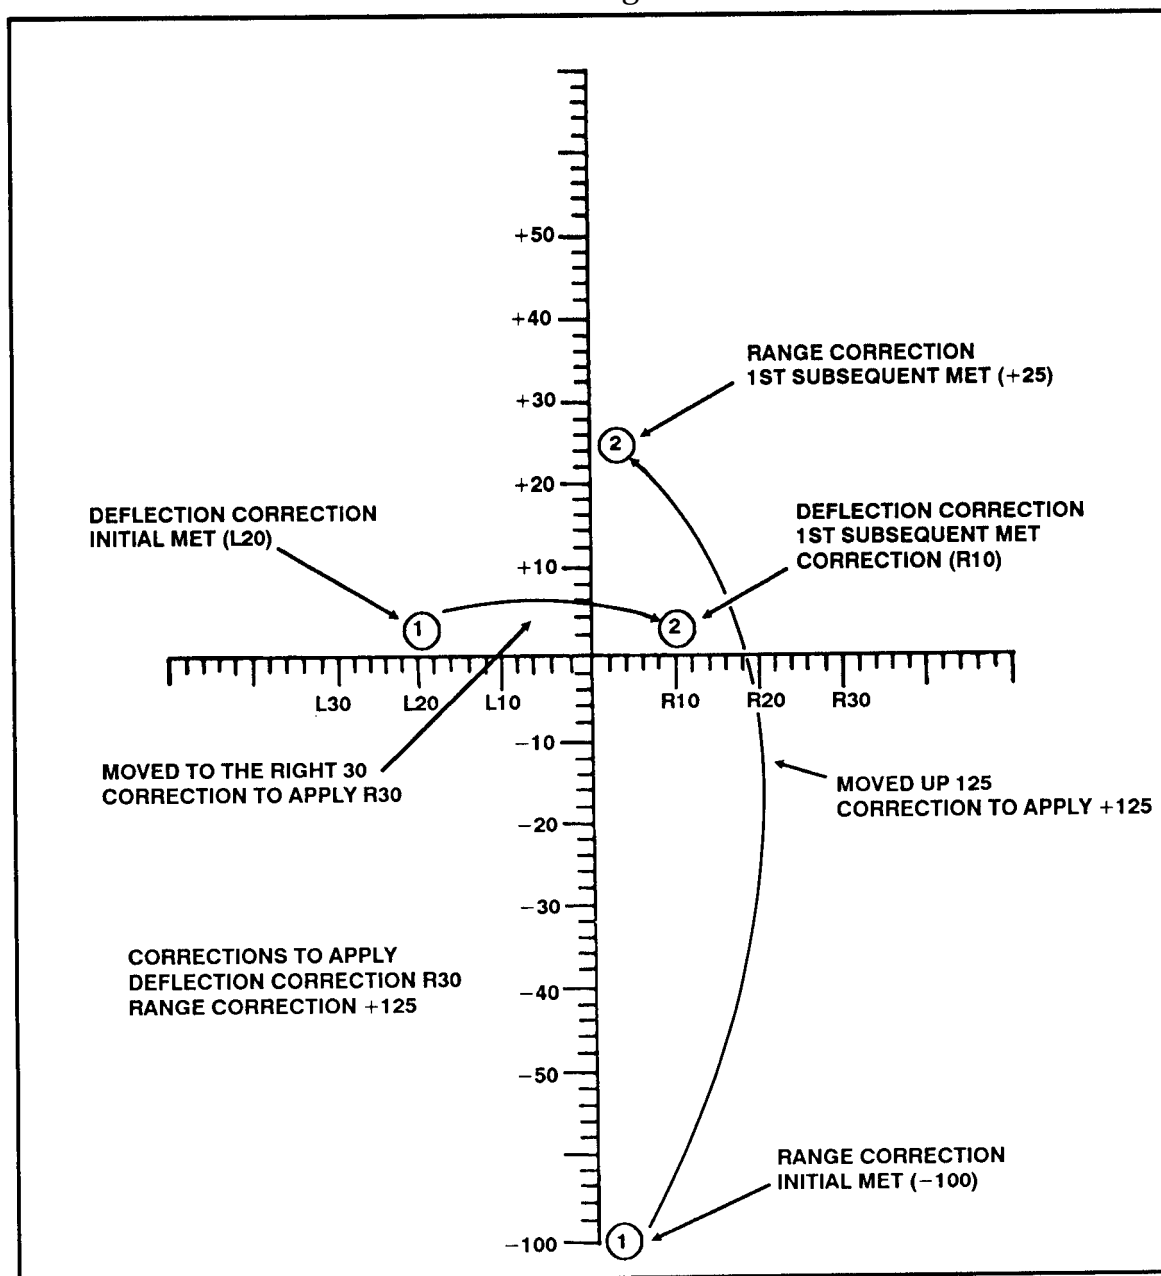 +50
+40
RANGE CORRECTION
1ST SUBSEQUENT MET (+25)
+30
2
+20
DEFLECTION CORRECTION
INITIAL MET (L20)
DEFLECTION CORRECTION
1ST SUBSEQUENT MET
CORRECTION (R10)
+10
1
2
L30 L20 L10 R10 R20 R30
-10
MOVED TO THE RIGHT 30
CORRECTION TO APPLY R30
MOVED UP 125
CORRECTION TO APPLY +125
-20
-30
CORRECTIONS TO APPLY
DEFLECTION CORRECTION R30
RANGE CORRECTION +125
-40
-50
RANGE CORRECTION
INITIAL MET (-100)
-100
1